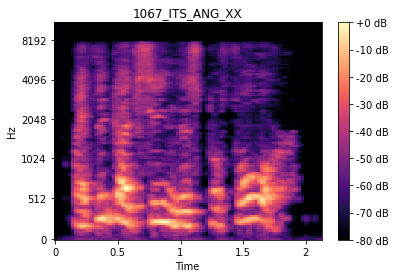 1067_ITS_ANG_XX
+0 dB
8192
-10 dB
4096
-20 dB
-30 dB
2048
-40 dB
Hz
1024
-50 dB
512
-60 dB
-70 dB
0
-80 dB
0 0.5 1 1.5 2
Time